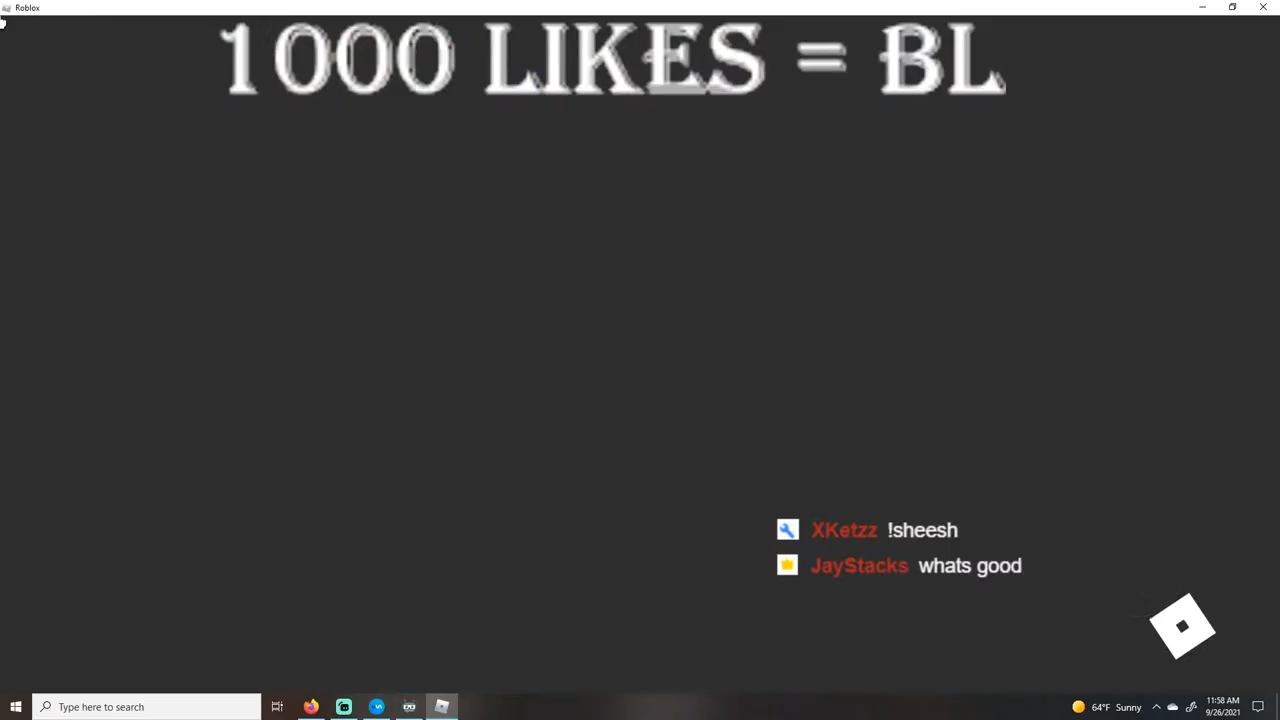 Roblox
1000 LIKES = BL
XKetzz !sheesh
JayStacks whats good
Type here to search
64°F Sunny
11:58 AM
9/26/2021